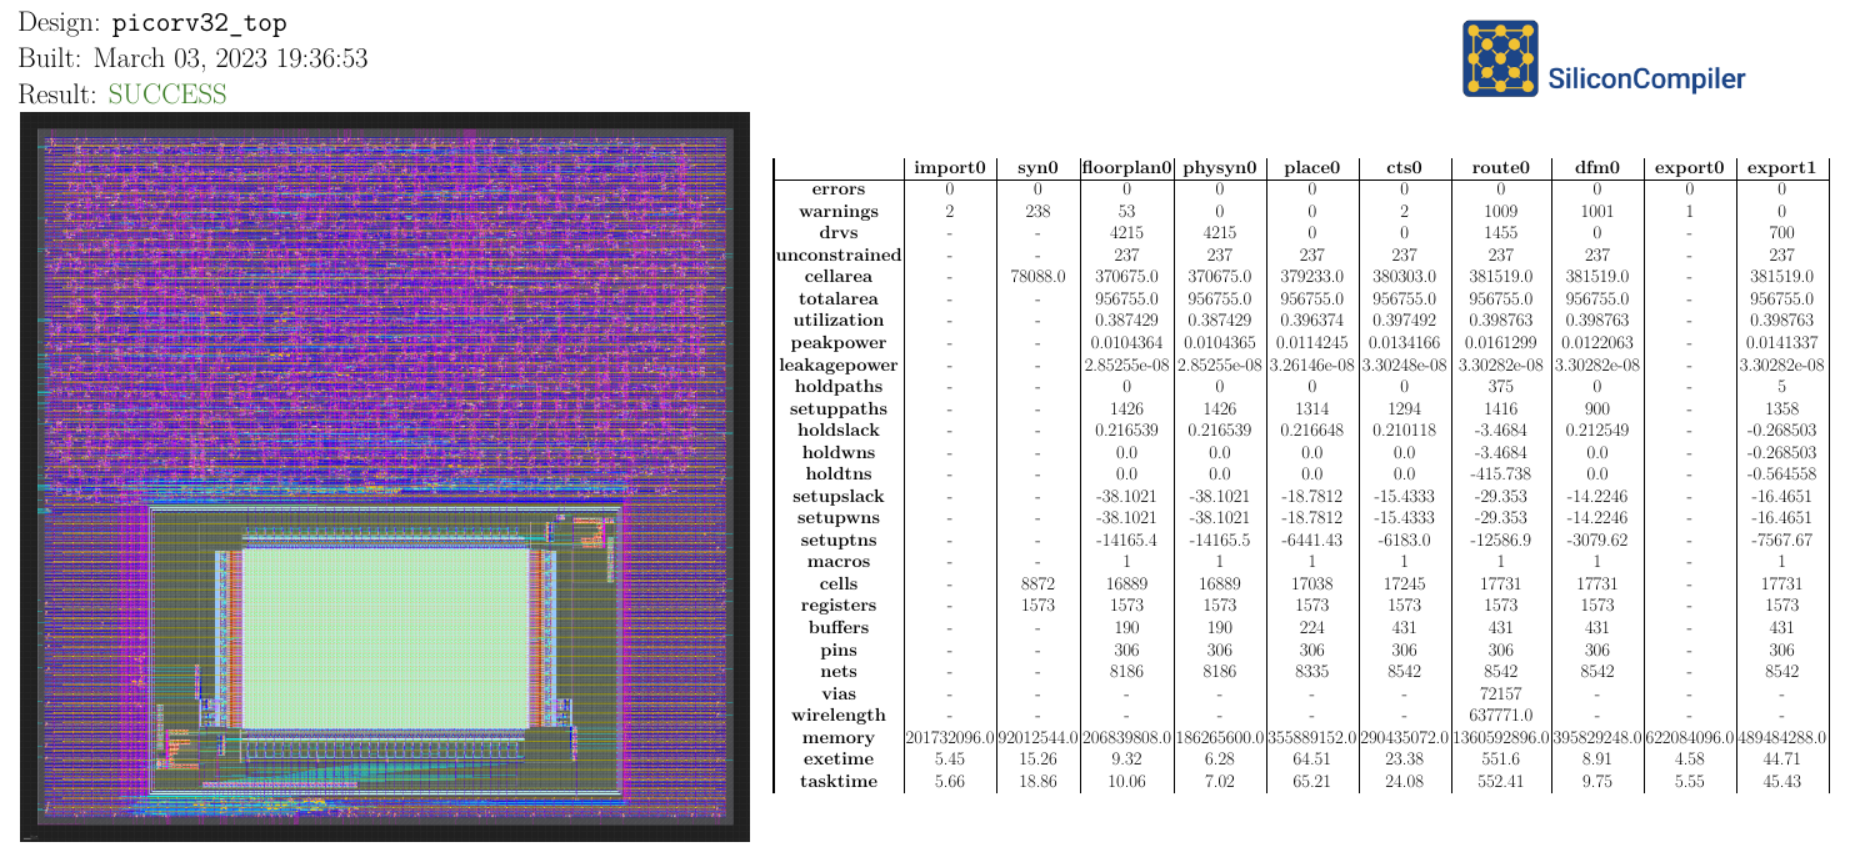 Design: picorv32_top
Built: March 03, 2023 19:36:53
Result: SUCCESS
SiliconCompiler
import0 syn0 floorplan0 physyn0 place0 cts0 route0 dfm0 export0 export1
errors 0 0 0 0 0 0 0 0 0 0
warnings 2 238 53 0 0 2 1009 1001 1 0
drvs - - 4215 4215 0 0 1455 0 - 700
unconstrained - - 237 237 237 237 237 237 - 237
cellarea - 78088.0 370675.0 370675.0 379233.0 380303.0 381519.0 381519.0 - 381519.0
totalarea - - 956755.0 956755.0 956755.0 956755.0 956755.0 956755.0 - 956755.0
utilization - - 0.387429 0.387429 0.396374 0.397492 0.398763 0.398763 - 0.398763
peakpower - - 0.0104364 0.0104365 0.0114245 0.0134166 0.0161299 0.0122063 - 0.0141337
leakagepower - - 2.85255e-08 2.85255e-08 3.26146e-08 3.30248e-08 3.30282e-08 3.30282e-08 - 3.30282e-08
holdpaths - - 0 0 0 0 375 0 - 5
setuppaths - - 1426 1426 1314 1294 1416 900 - 1358
holdslack - - 0.216539 0.216539 0.216648 0.210118 -3.4684 0.212549 - -0.268503
holdwns - - 0.0 0.0 0.0 0.0 -3.4684 0.0 - -0.268503
holdtns - - 0.0 0.0 0.0 0.0 -415.738 0.0 - -0.564558
setupslack - - -38.1021 -38.1021 -18.7812 -15.4333 -29.353 -14.2246 - -16.4651
setupwns - - -38.1021 -38.1021 -18.7812 -15.4333 -29.353 -14.2246 - -16.4651
setuptns - - -14165.4 -14165.5 -6441.43 -6183.0 -12586.9 -3079.62 - -7567.67
macros - - 1 1 1 1 1 1 - 1
cells - 8872 16889 16889 17038 17245 17731 17731 - 17731
registers - 1573 1573 1573 1573 1573 1573 1573 - 1573
buffers - - 190 190 224 431 431 431 - 431
pins - - 306 306 306 306 306 306 - 306
nets - - 8186 8186 8335 8542 8542 8542 - 8542
vias - - - - - - 72157 - - -
wirelength - - - - - - 637771.0 - - -
memory 201732096.0 92012544.0 206839808.0 186265600.0 355889152.0 290435072.0 1360592896.0 395829248.0 622084096.0 489484288.0
exetime 5.45 15.26 9.32 6.28 64.51 23.38 551.6 8.91 4.58 44.71
tasktime 5.66 18.86 10.06 7.02 65.21 24.08 552.41 9.75 5.55 45.43